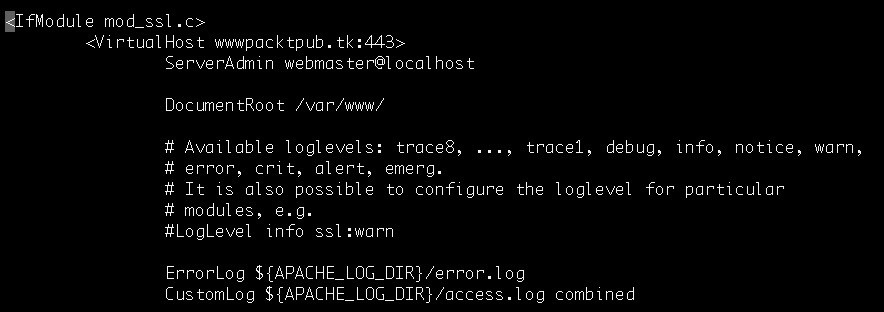 <IfModule mod_ssl.c>
<VirtualHost wwwpacktpub.tk:443>
ServerAdmin webmaster@localhost
DocumentRoot /var/www/
# Available loglevels: trace8, ..., trace1, debug, info, notice, warn,
# error, crit, alert, emerg.
# It is also possible to configure the loglevel for particular
# modules, e.g.
#LogLevel info ssl:warn
ErrorLog ${APACHE_LOG_DIR}/error.log
CustomLog ${APACHE_LOG_DIR}/access.log combined